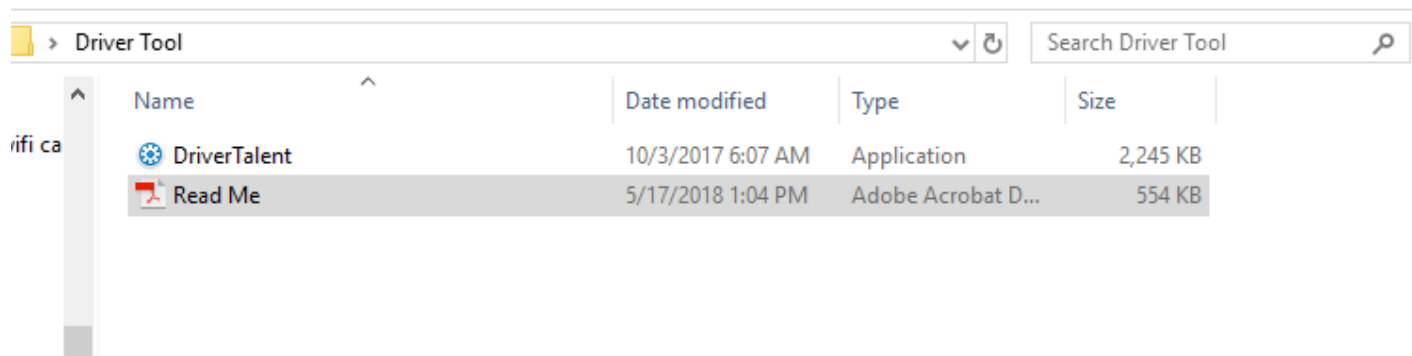 Driver Tool Search Driver Tool
Name Date modified Type Size
DriverTalent 10/3/2017 6:07 AM Application 2,245 KB
Read Me 5/17/2018 1:04 PM Adobe Acrobat D... 554 KB
ca